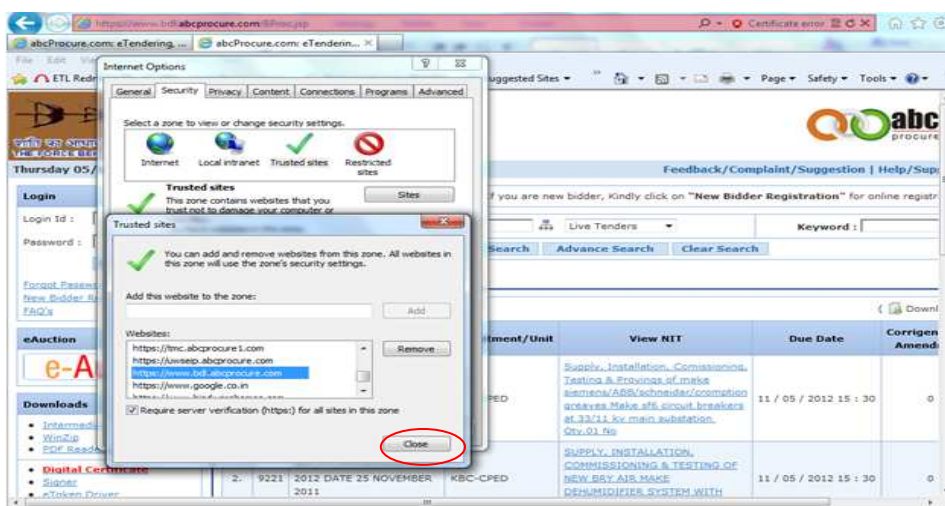 https://www.bdl.abcprocure.com/EProc.jsp
Certificate error
abcProcure.com: eTendering, ...
abcProcure.com: eTenderin...
File Edit
ETL Redr
Suggested Sites
Page Safety Tools
Internet Options
General Security Privacy Content Connections Programs Advanced
Select a zone to view or change security settings.
Internet Local intranet Trusted sites Restricted sites
Trusted sites
This zone contains websites that you
trust not to damage your computer or
Sites
Trusted sites
You can add and remove websites from this zone. All websites in
this zone will use the zone's security settings.
Add this website to the zone:
Add
Websites:
https://tmc.abcprocure1.com
https://uwseip.abcprocure.com
https://www.bdl.abcprocure.com
https://www.google.co.in
Remove
Require server verification (https:) for all sites in this zone
Close
THE FORCE BE
abc
procure
Thursday 05/
Feedback/Complaint/Suggestion | Help/Sup
Login
Login Id :
Password :
Forgot Passw
New Bidder R
FAQ's
eAuction
e-A
Downloads
Intermedi
WinZip
PDF Reade
Digital Certificate
Signer
eToken Driver
if you are new bidder, Kindly click on "New Bidder Registration" for online registr
Live Tenders
Keyword :
Search Advance Search Clear Search
( Downl
tment/Unit View NIT Due Date Corrigen
Amend
Supply, Installation, Comissioning,
Testing & Provings of make
siemens/ABB/schneider/crompton
greaves Make sf6 circuit breakers
at 33/11 kv main substation.
Qty.01 No
CPED
11 / 05 / 2012 15 : 30
0
2. 9221 2012 DATE 25 NOVEMBER
2011
KBC-CPED
SUPPLY, INSTALLATION,
COMMISSIONING & TESTING OF
NEW BRY AIR MAKE
DEHUMIDIFIER SYSTEM WITH
11 / 05 / 2012 15 : 30
0